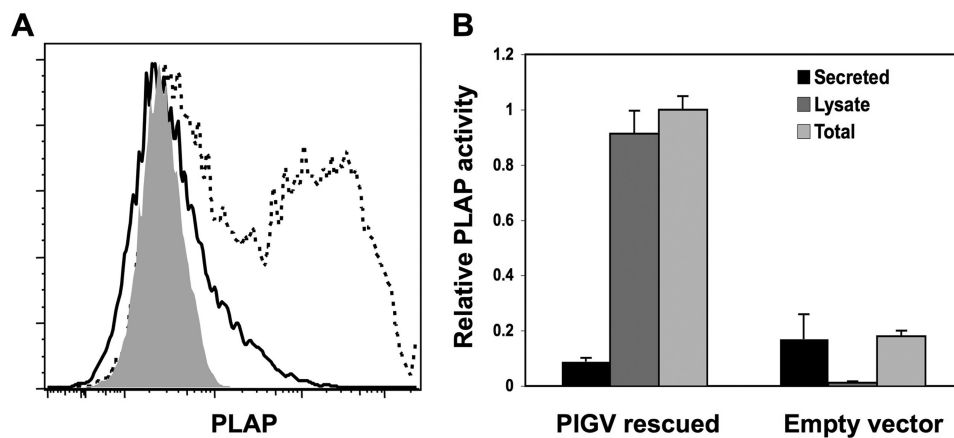 A
PLAP
B
Relative PLAP activity
1.2
1
0.8
0.6
0.4
0.2
0
Secreted
Lysate
Total
PIGV rescued
Empty vector